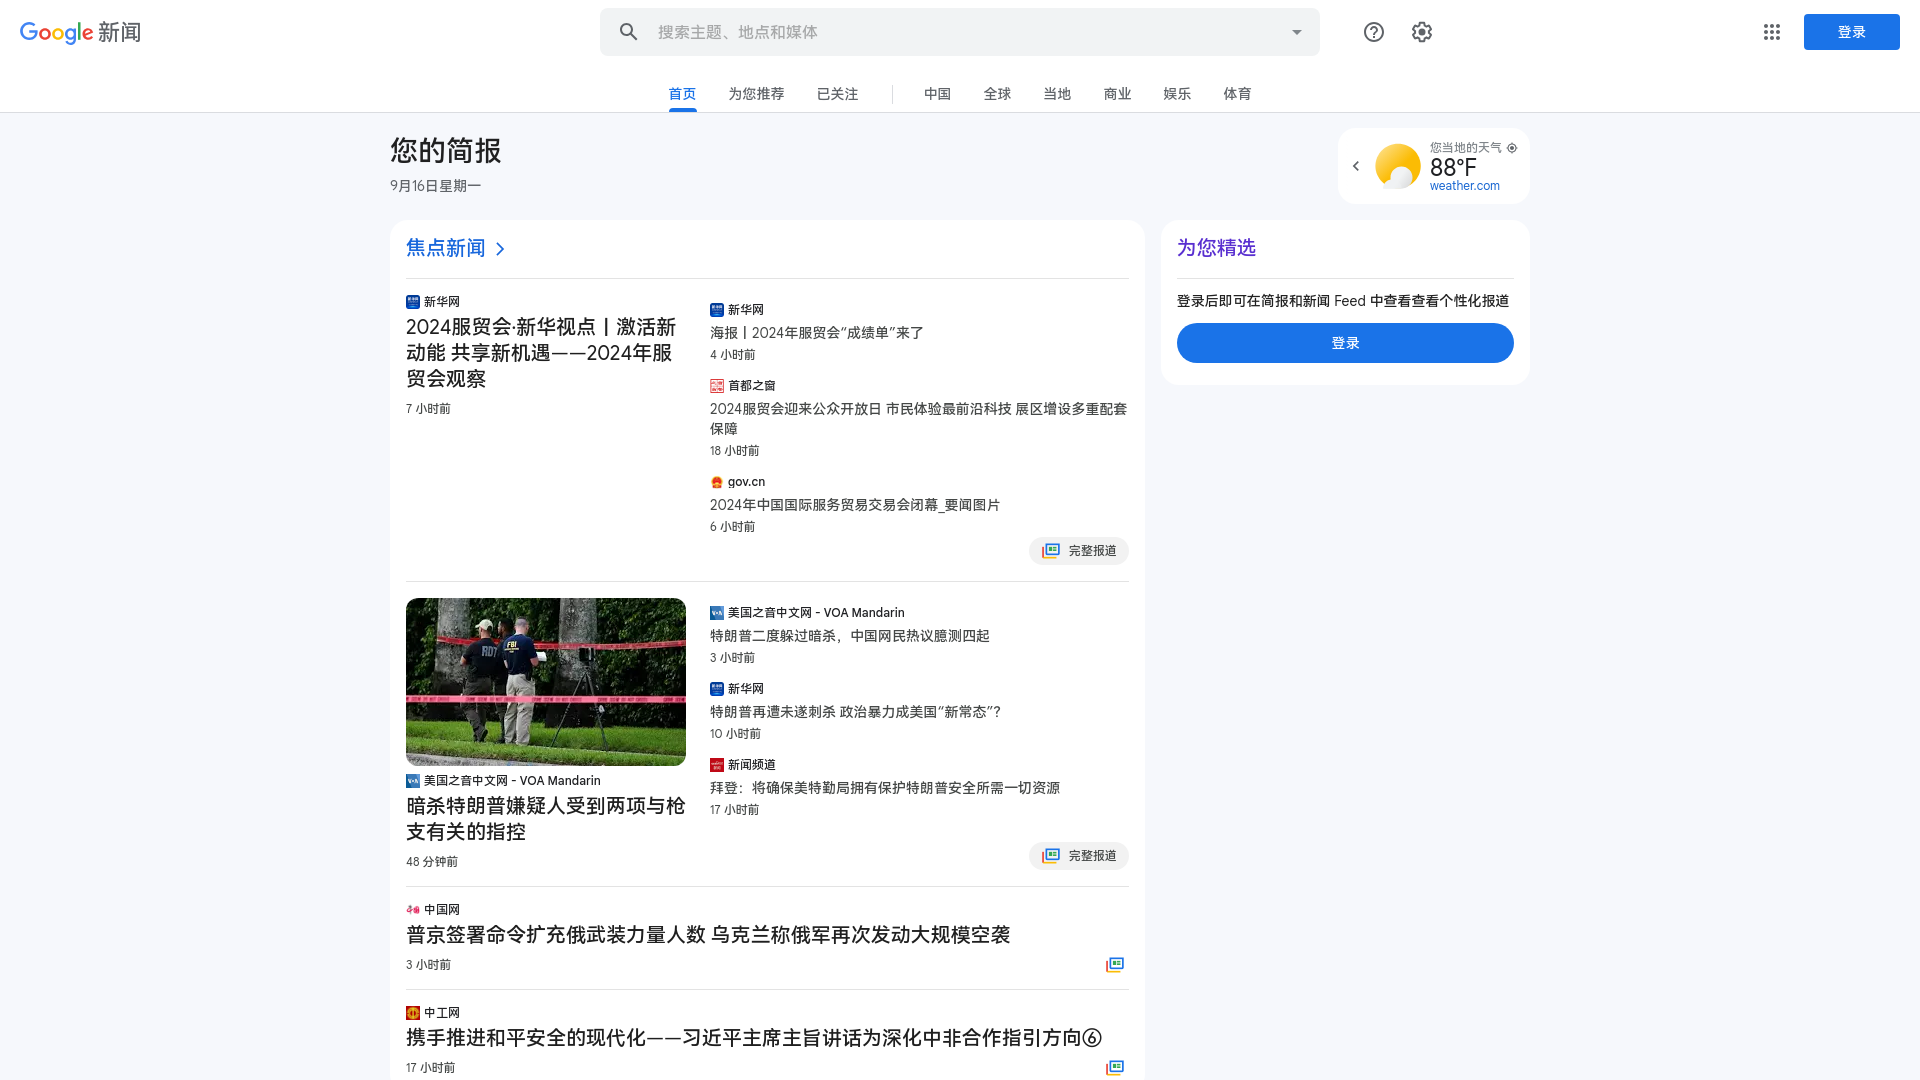 Google 新闻
搜索主题、地点和媒体
登录
首页
为您推荐
已关注
中国
全球
当地
商业
娱乐
体育
您的简报
9月16日星期一
您当地的天气
88°F
weather.com
焦点新闻
新华网
2024服贸会·新华视点丨激活新
动能 共享新机遇——2024年服
贸会观察
7 小时前
新华网
海报丨2024年服贸会“成绩单”来了
4 小时前
首都之窗
2024服贸会迎来公众开放日 市民体验最前沿科技 展区增设多重配套
保障
18 小时前
gov.cn
2024年中国国际服务贸易交易会闭幕_要闻图片
6 小时前
完整报道
RDT
FBI
美国之音中文网 - VOA Mandarin
暗杀特朗普嫌疑人受到两项与枪
支有关的指控
48 分钟前
美国之音中文网 - VOA Mandarin
特朗普二度躲过暗杀，中国网民热议臆测四起
3 小时前
新华网
特朗普再遭未遂刺杀 政治暴力成美国“新常态”？
10 小时前
新闻频道
拜登：将确保美特勤局拥有保护特朗普安全所需一切资源
17 小时前
完整报道
中国网
普京签署命令扩充俄武装力量人数 乌克兰称俄军再次发动大规模空袭
3 小时前
中工网
携手推进和平安全的现代化——习近平主席主旨讲话为深化中非合作指引方向⑥
17 小时前
为您精选
登录后即可在简报和新闻 Feed 中查看查看个性化报道
登录